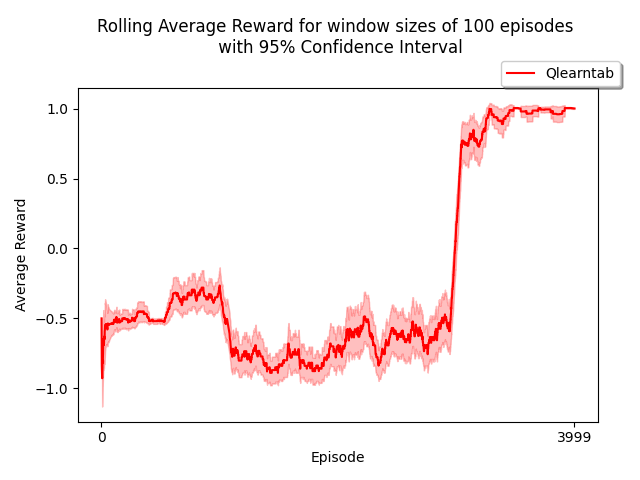 Rolling Average Reward for window sizes of 100 episodes
with 95% Confidence Interval
Qlearntab
1.0
0.5
0.0
−0.5
−1.0
Average Reward
0
3999
Episode